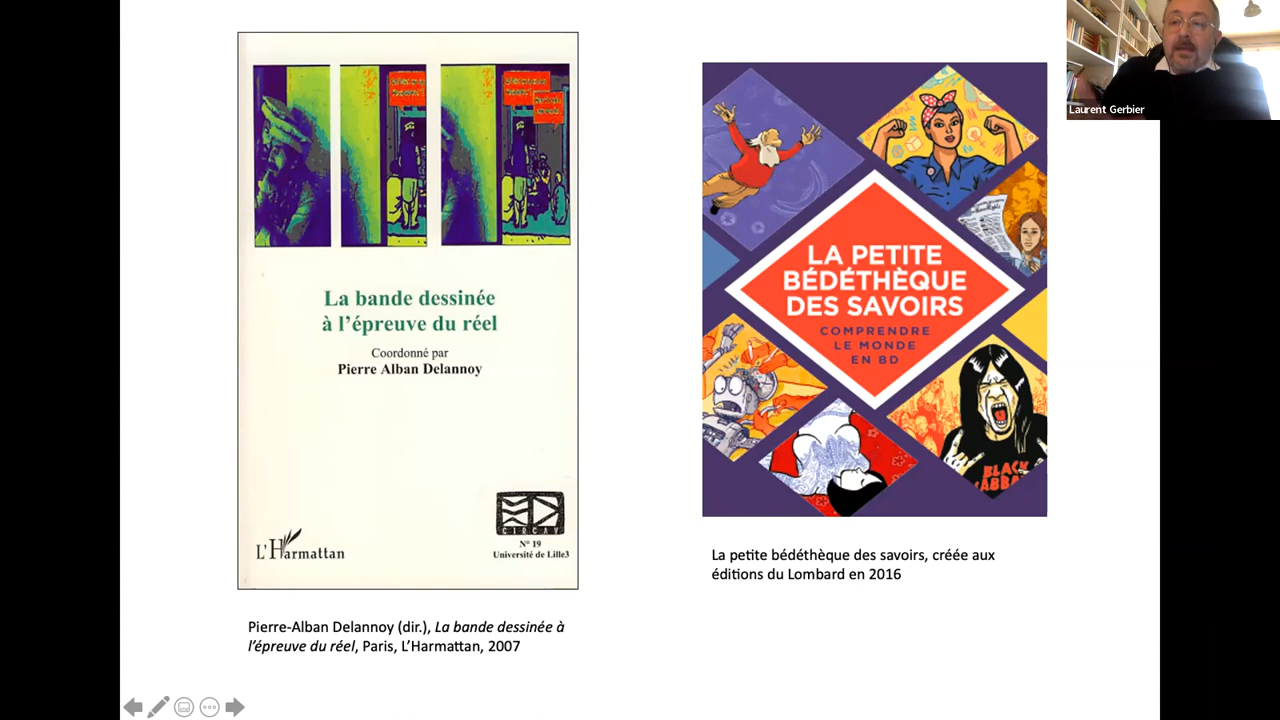 La bande dessinée
à l'épreuve du réel
Coordonné par
Pierre Alban Delannoy
L'Harmattan
CIRCAV
N° 19
Université de Lille3
Pierre-Alban Delannoy (dir.), La bande dessinée à
l'épreuve du réel, Paris, L'Harmattan, 2007
LA PETITE
BÉDÉTHÈQUE
DES SAVOIRS
COMPRENDRE
LE MONDE
EN BD
BLACK
La petite bédéthèque des savoirs, créée aux
éditions du Lombard en 2016
Laurent Gerbier